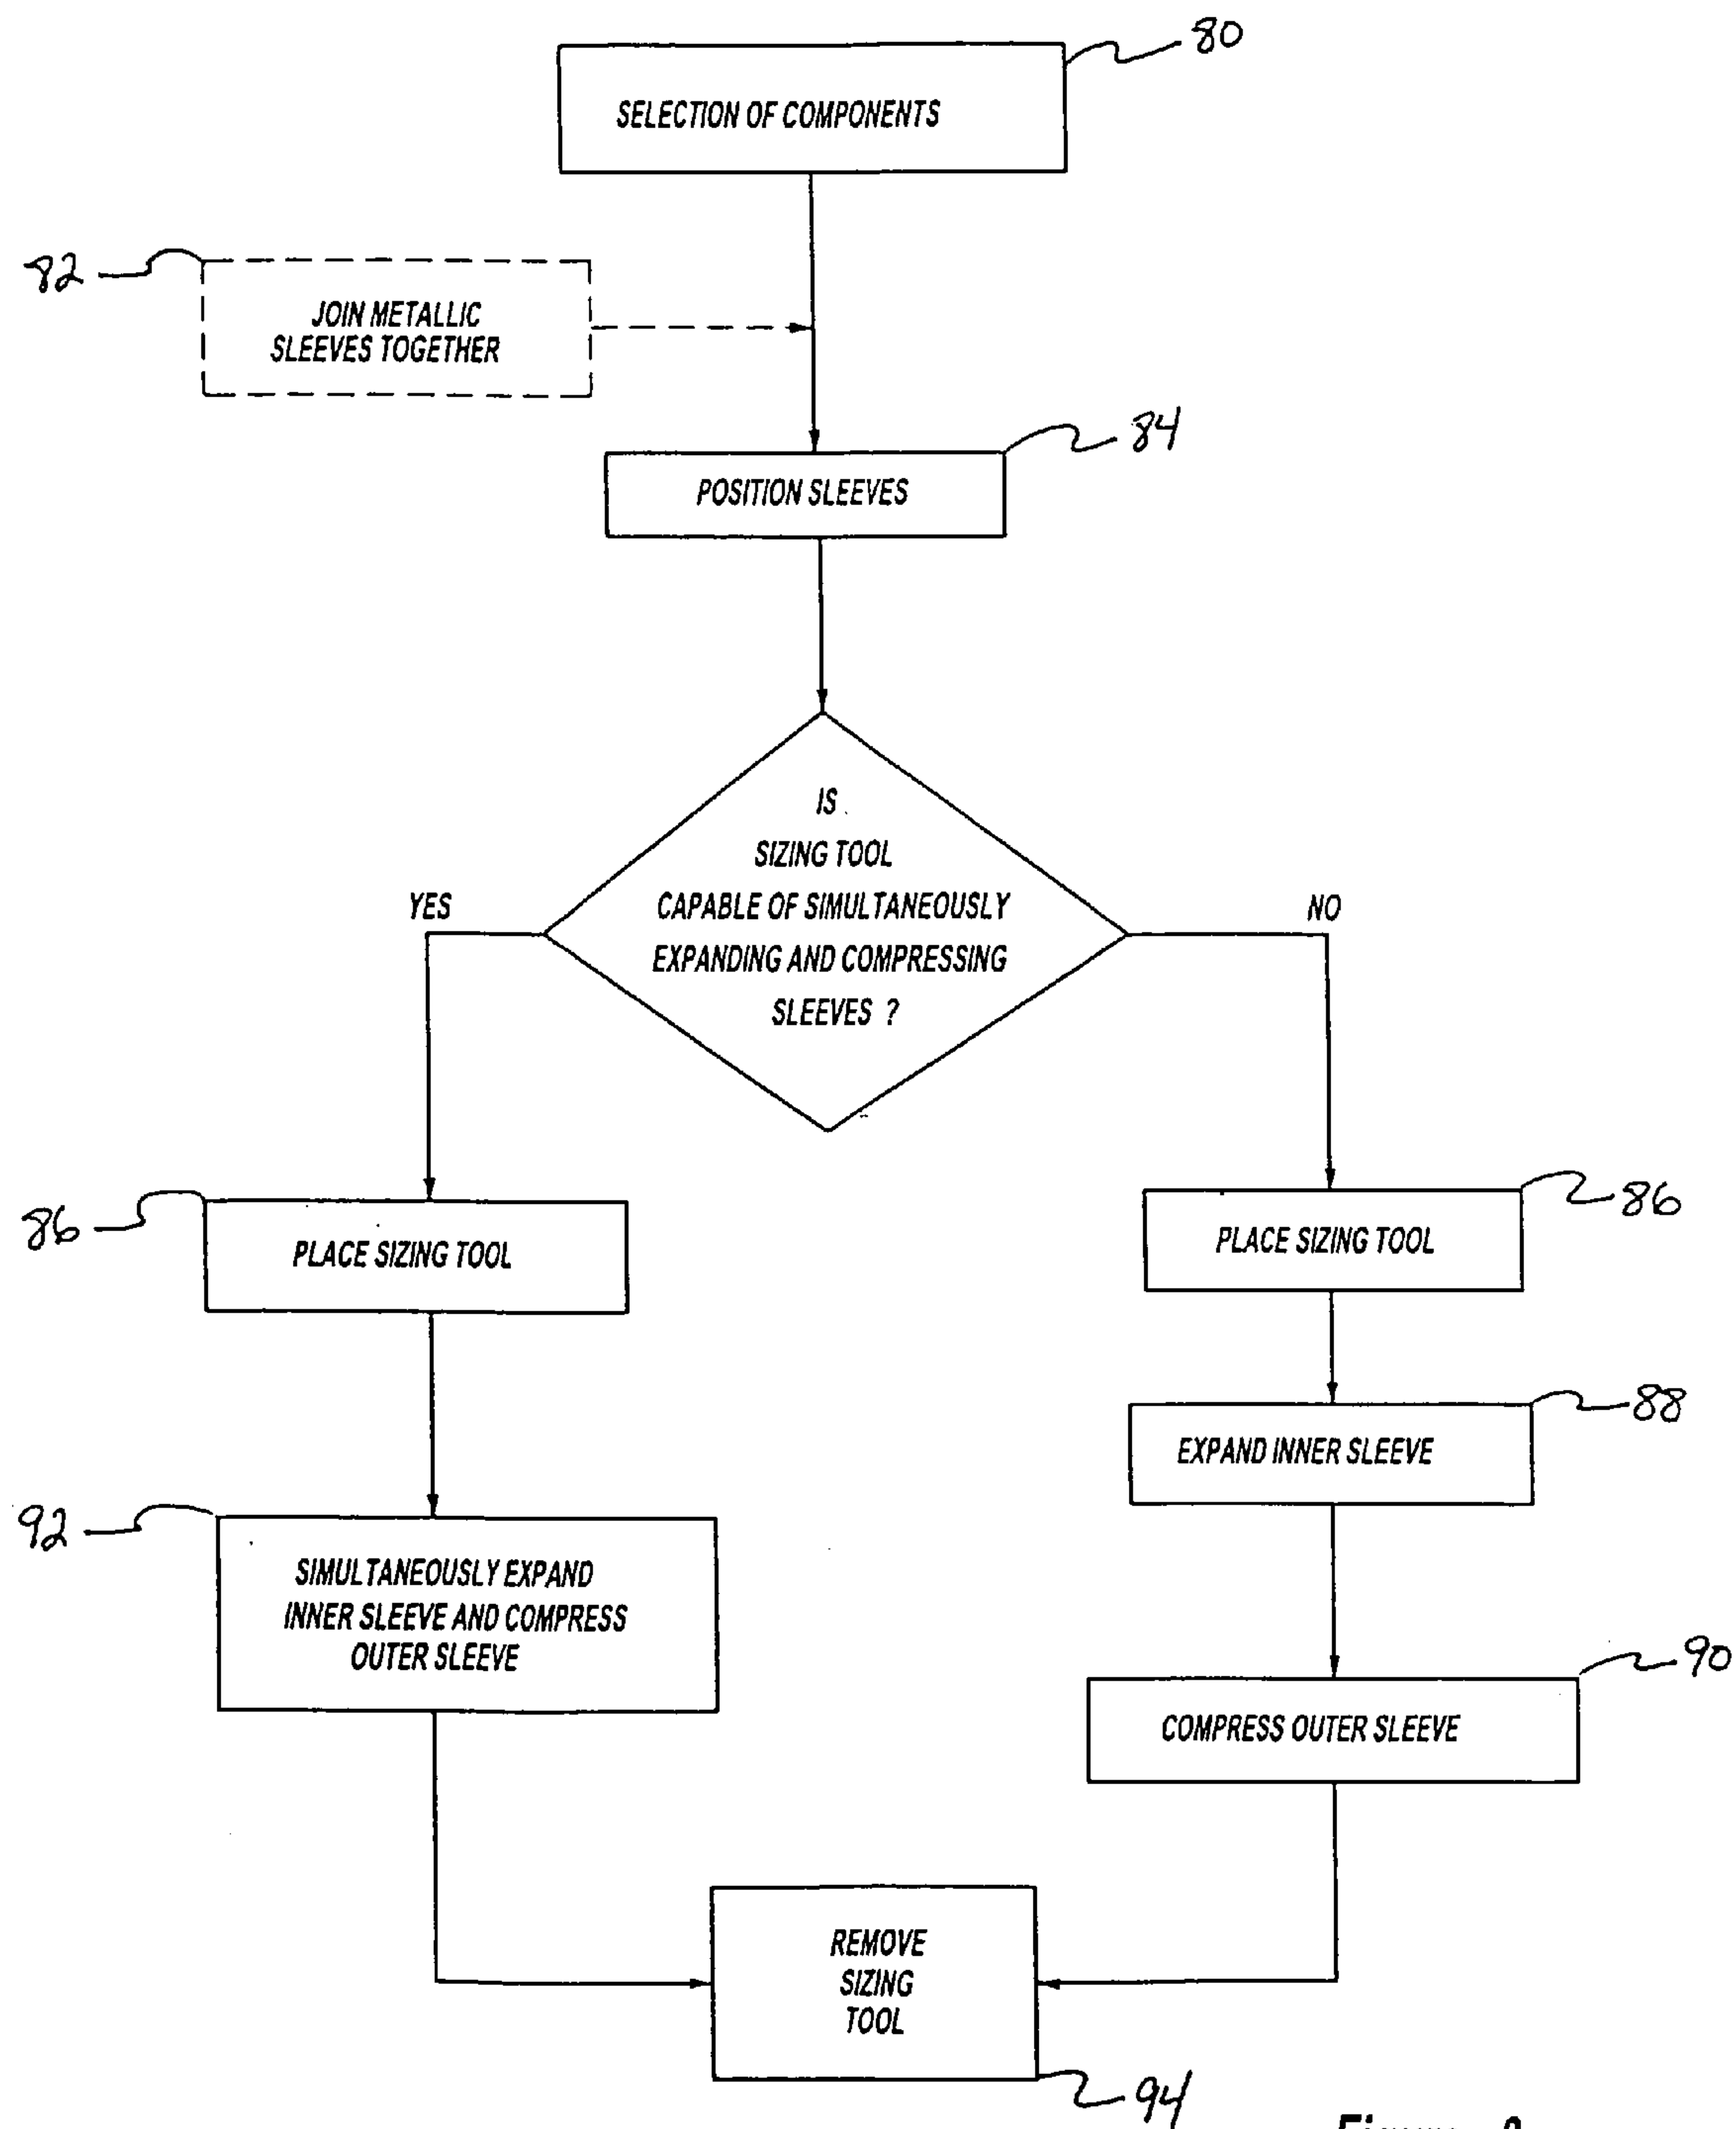 80
SELECTION OF COMPONENTS
82
JOIN METALLIC
SLEEVES TOGETHER
84
POSITION SLEEVES
IS
SIZING TOOL
CAPABLE OF SIMULTANEOUSLY
EXPANDING AND COMPRESSING
SLEEVES ?
YES
NO
86
PLACE SIZING TOOL
86
PLACE SIZING TOOL
88
EXPAND INNER SLEEVE
92
SIMULTANEOUSLY EXPAND
INNER SLEEVE AND COMPRESS
OUTER SLEEVE
90
COMPRESS OUTER SLEEVE
REMOVE
SIZING
TOOL
94